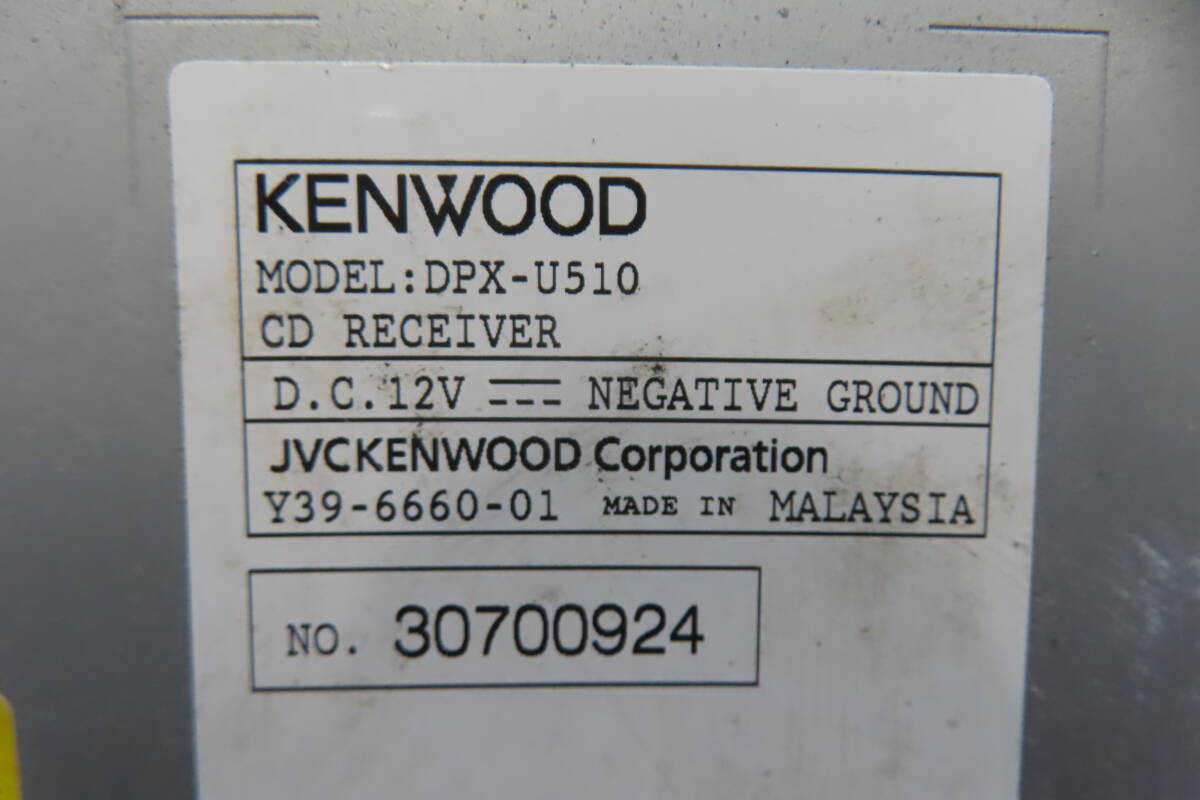 KENWOOD
MODEL:DPX-U510
CD RECEIVER
D.C.12V ⎓ NEGATIVE GROUND
JVCKENWOOD Corporation
Y39-6660-01 MADE IN MALAYSIA
NO. 30700924